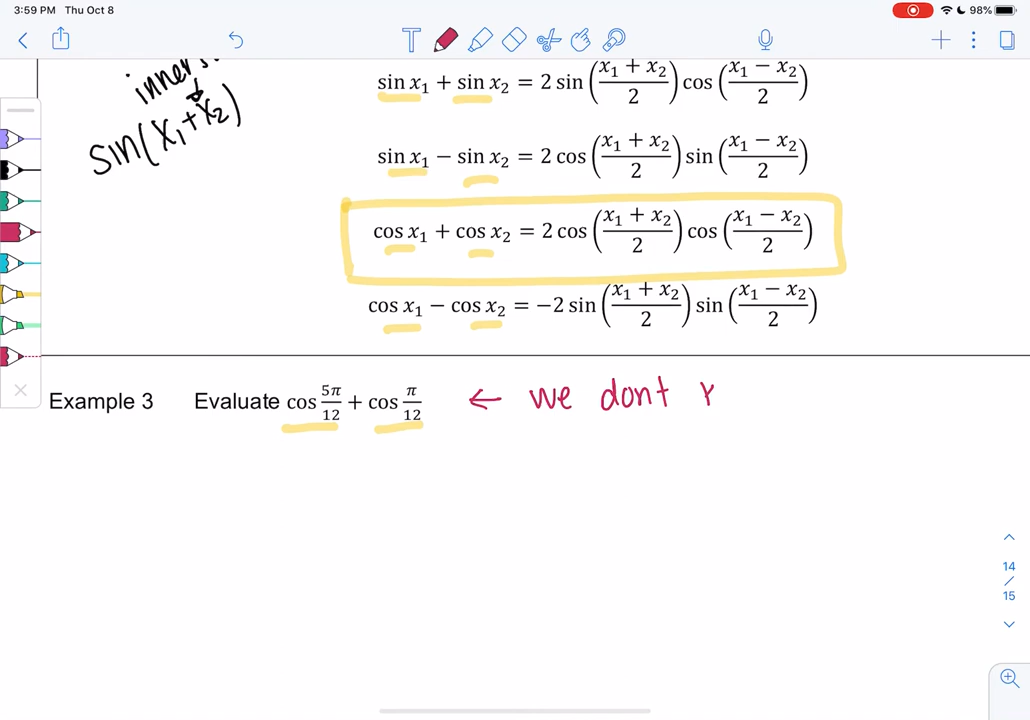 3:59 PM Thu Oct 8
98%
inner
sin(x₁+x₂)
sin x₁ + sin x₂ = 2 sin ((x₁ + x₂)/2) cos ((x₁ − x₂)/2)
sin x₁ − sin x₂ = 2 cos ((x₁ + x₂)/2) sin ((x₁ − x₂)/2)
cos x₁ + cos x₂ = 2 cos ((x₁ + x₂)/2) cos ((x₁ − x₂)/2)
cos x₁ − cos x₂ = −2 sin ((x₁ + x₂)/2) sin ((x₁ − x₂)/2)
Example 3 Evaluate cos 5π/12 + cos π/12 ← we dont
14
/
15